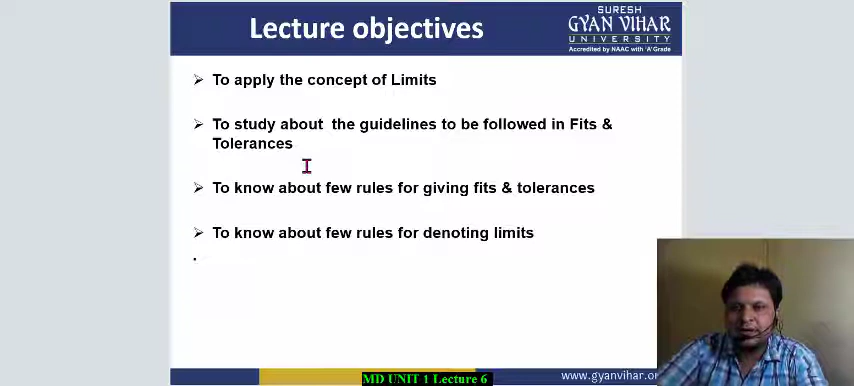 Lecture objectives
SURESH
GYAN VIHAR
UNIVERSITY
Accredited by NAAC with 'A' Grade
To apply the concept of Limits
To study about the guidelines to be followed in Fits &
Tolerances
To know about few rules for giving fits & tolerances
To know about few rules for denoting limits
MD UNIT 1 Lecture 6
www.gyanvihar.or